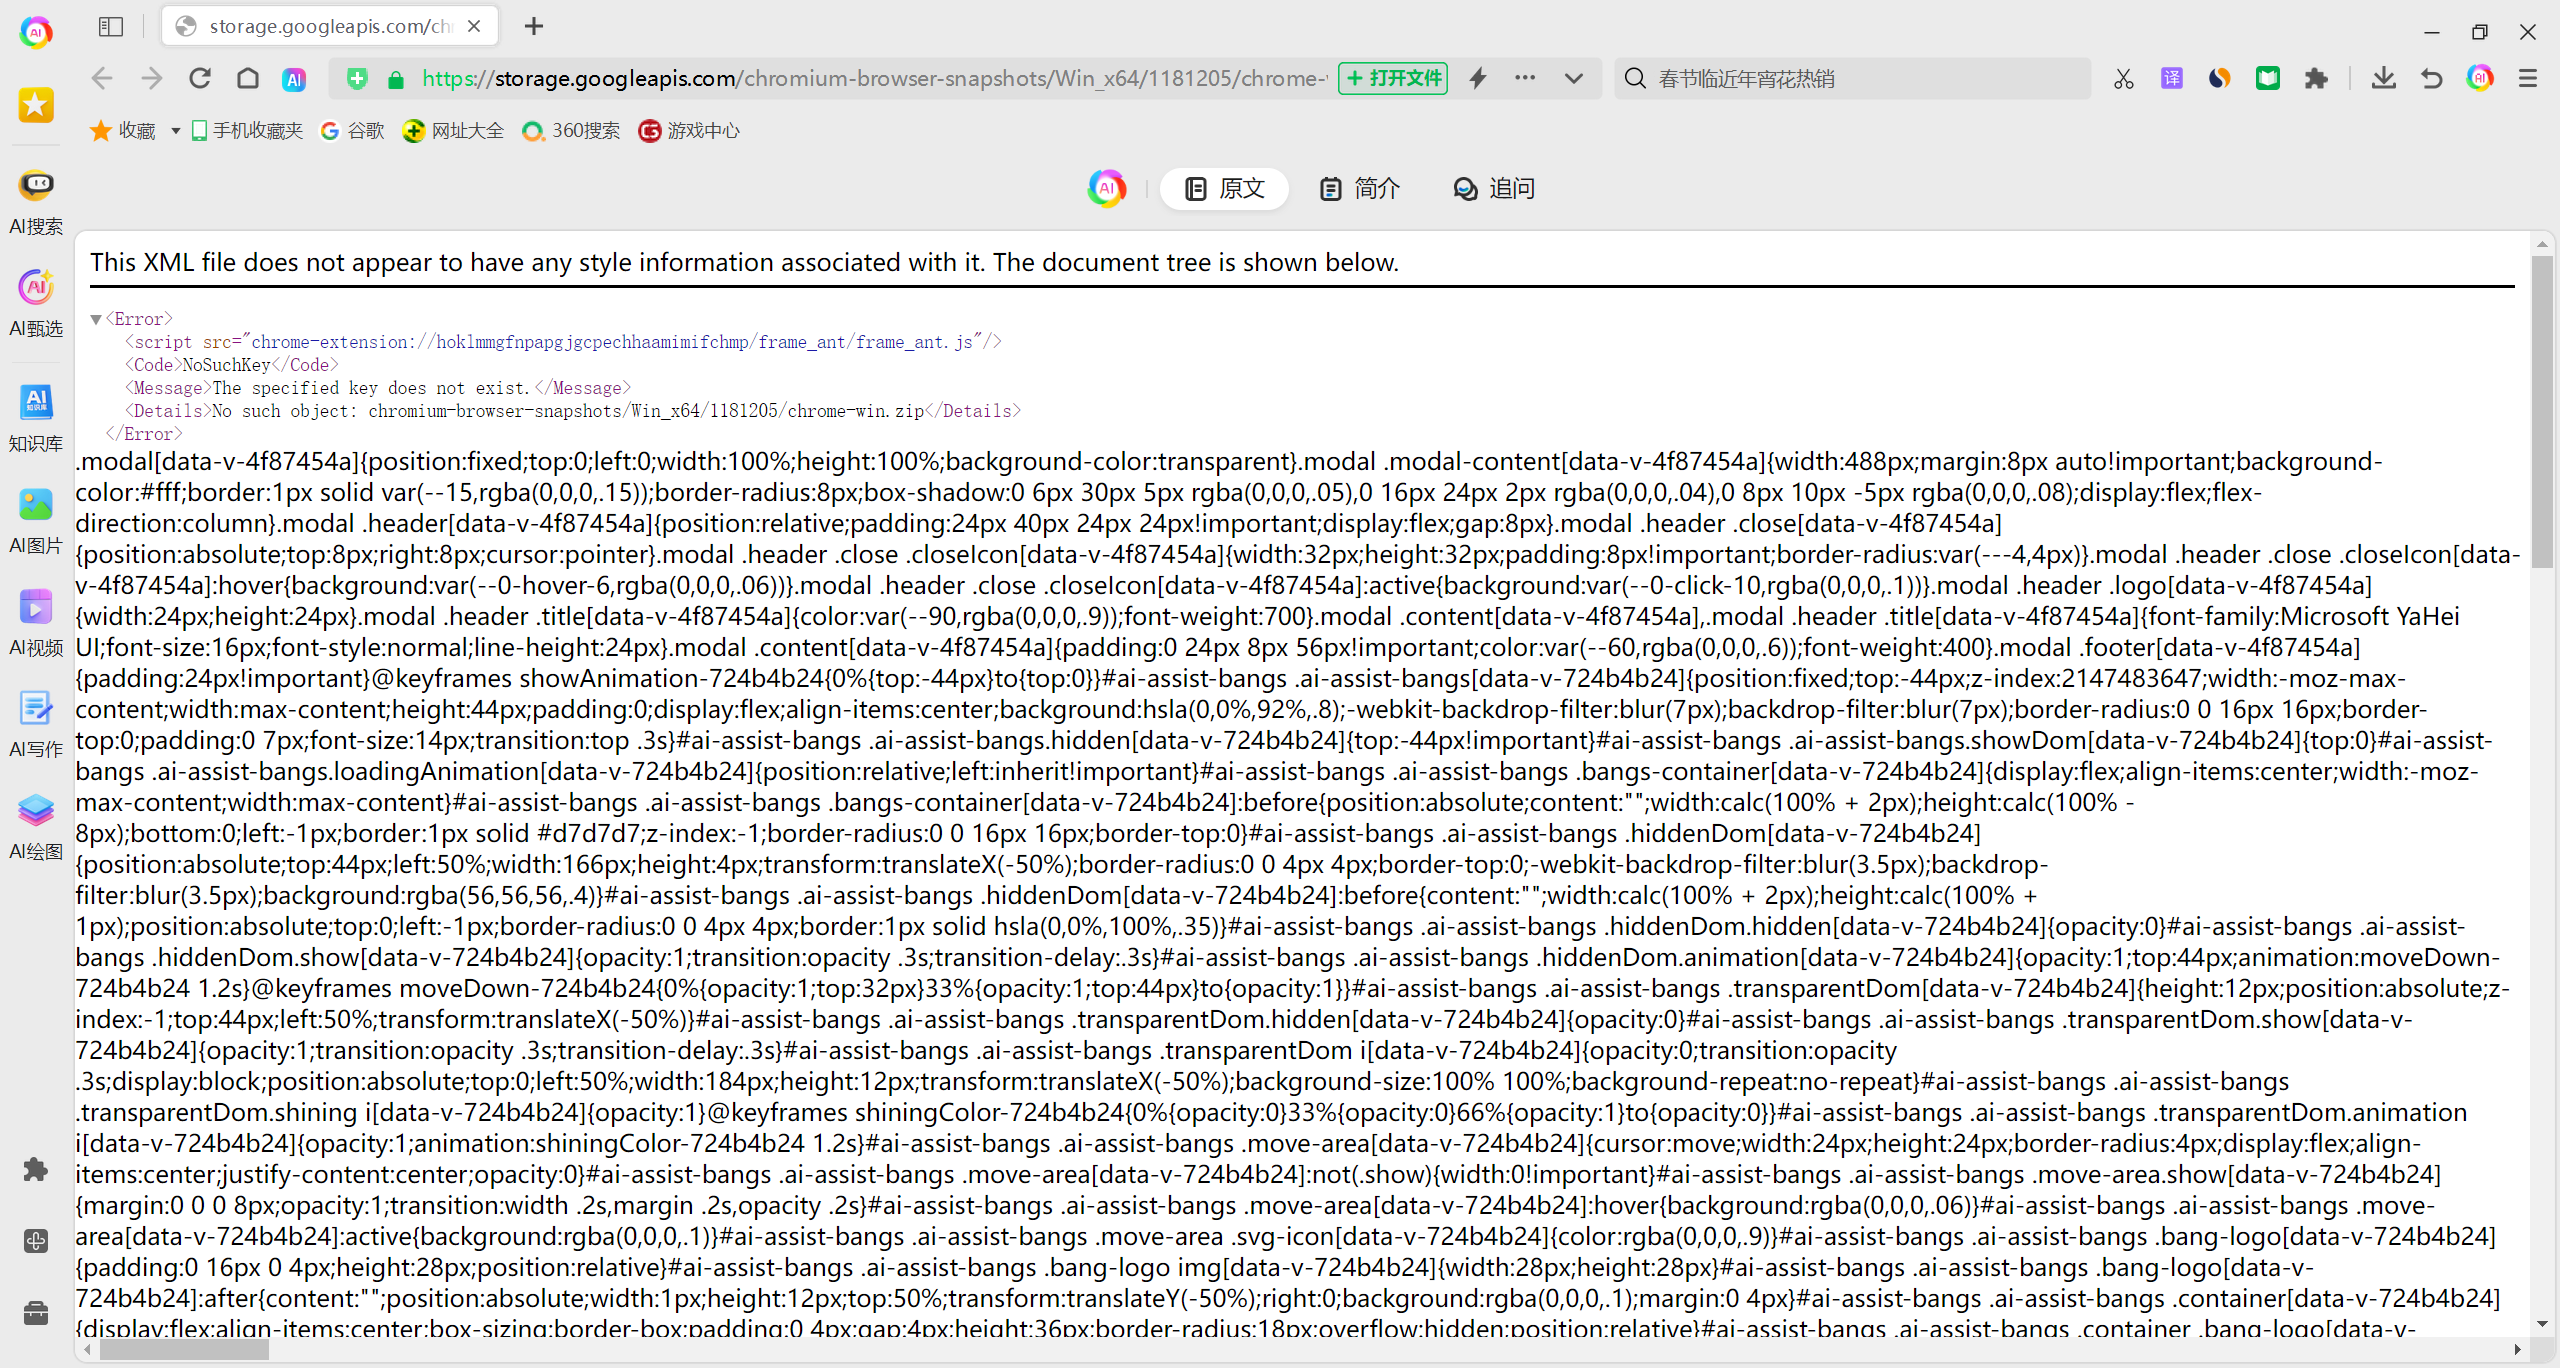 AI
storage.googleapis.com/ch
AI
https://storage.googleapis.com/chromium-browser-snapshots/Win_x64/1181205/chrome-
打开文件
春节临近年宵花热销
译
收藏
手机收藏夹
谷歌
网址大全
360搜索
游戏中心
AI
原文
简介
追问
AI搜索
AI甄选
AI
知识库
知识库
AI图片
AI视频
AI写作
AI绘图
This XML file does not appear to have any style information associated with it. The document tree is shown below.
<Error>
<script src="chrome-extension://hoklmmgfnpapgjgcpechhaamimifchmp/frame_ant/frame_ant.js"/>
<Code>NoSuchKey</Code>
<Message>The specified key does not exist.</Message>
<Details>No such object: chromium-browser-snapshots/Win_x64/1181205/chrome-win.zip</Details>
</Error>
.modal[data-v-4f87454a]{position:fixed;top:0;left:0;width:100%;height:100%;background-color:transparent}.modal .modal-content[data-v-4f87454a]{width:488px;margin:8px auto!important;background-
color:#fff;border:1px solid var(--15,rgba(0,0,0,.15));border-radius:8px;box-shadow:0 6px 30px 5px rgba(0,0,0,.05),0 16px 24px 2px rgba(0,0,0,.04),0 8px 10px -5px rgba(0,0,0,.08);display:flex;flex-
direction:column}.modal .header[data-v-4f87454a]{position:relative;padding:24px 40px 24px 24px!important;display:flex;gap:8px}.modal .header .close[data-v-4f87454a]
{position:absolute;top:8px;right:8px;cursor:pointer}.modal .header .close .closeIcon[data-v-4f87454a]{width:32px;height:32px;padding:8px!important;border-radius:var(---4,4px)}.modal .header .close .closeIcon[data-
v-4f87454a]:hover{background:var(--0-hover-6,rgba(0,0,0,.06))}.modal .header .close .closeIcon[data-v-4f87454a]:active{background:var(--0-click-10,rgba(0,0,0,.1))}.modal .header .logo[data-v-4f87454a]
{width:24px;height:24px}.modal .header .title[data-v-4f87454a]{color:var(--90,rgba(0,0,0,.9));font-weight:700}.modal .content[data-v-4f87454a],.modal .header .title[data-v-4f87454a]{font-family:Microsoft YaHei
UI;font-size:16px;font-style:normal;line-height:24px}.modal .content[data-v-4f87454a]{padding:0 24px 8px 56px!important;color:var(--60,rgba(0,0,0,.6));font-weight:400}.modal .footer[data-v-4f87454a]
{padding:24px!important}@keyframes showAnimation-724b4b24{0%{top:-44px}to{top:0}}#ai-assist-bangs .ai-assist-bangs[data-v-724b4b24]{position:fixed;top:-44px;z-index:2147483647;width:-moz-max-
content;width:max-content;height:44px;padding:0;display:flex;align-items:center;background:hsla(0,0%,92%,.8);-webkit-backdrop-filter:blur(7px);backdrop-filter:blur(7px);border-radius:0 0 16px 16px;border-
top:0;padding:0 7px;font-size:14px;transition:top .3s}#ai-assist-bangs .ai-assist-bangs.hidden[data-v-724b4b24]{top:-44px!important}#ai-assist-bangs .ai-assist-bangs.showDom[data-v-724b4b24]{top:0}#ai-assist-
bangs .ai-assist-bangs.loadingAnimation[data-v-724b4b24]{position:relative;left:inherit!important}#ai-assist-bangs .ai-assist-bangs .bangs-container[data-v-724b4b24]{display:flex;align-items:center;width:-moz-
max-content;width:max-content}#ai-assist-bangs .ai-assist-bangs .bangs-container[data-v-724b4b24]:before{position:absolute;content:"";width:calc(100% + 2px);height:calc(100% -
8px);bottom:0;left:-1px;border:1px solid #d7d7d7;z-index:-1;border-radius:0 0 16px 16px;border-top:0}#ai-assist-bangs .ai-assist-bangs .hiddenDom[data-v-724b4b24]
{position:absolute;top:44px;left:50%;width:166px;height:4px;transform:translateX(-50%);border-radius:0 0 4px 4px;border-top:0;-webkit-backdrop-filter:blur(3.5px);backdrop-
filter:blur(3.5px);background:rgba(56,56,56,.4)}#ai-assist-bangs .ai-assist-bangs .hiddenDom[data-v-724b4b24]:before{content:"";width:calc(100% + 2px);height:calc(100% +
1px);position:absolute;top:0;left:-1px;border-radius:0 0 4px 4px;border:1px solid hsla(0,0%,100%,.35)}#ai-assist-bangs .ai-assist-bangs .hiddenDom.hidden[data-v-724b4b24]{opacity:0}#ai-assist-bangs .ai-assist-
bangs .hiddenDom.show[data-v-724b4b24]{opacity:1;transition:opacity .3s;transition-delay:.3s}#ai-assist-bangs .ai-assist-bangs .hiddenDom.animation[data-v-724b4b24]{opacity:1;top:44px;animation:moveDown-
724b4b24 1.2s}@keyframes moveDown-724b4b24{0%{opacity:1;top:32px}33%{opacity:1;top:44px}to{opacity:1}}#ai-assist-bangs .ai-assist-bangs .transparentDom[data-v-724b4b24]{height:12px;position:absolute;z-
index:-1;top:44px;left:50%;transform:translateX(-50%)}#ai-assist-bangs .ai-assist-bangs .transparentDom.hidden[data-v-724b4b24]{opacity:0}#ai-assist-bangs .ai-assist-bangs .transparentDom.show[data-v-
724b4b24]{opacity:1;transition:opacity .3s;transition-delay:.3s}#ai-assist-bangs .ai-assist-bangs .transparentDom i[data-v-724b4b24]{opacity:0;transition:opacity
.3s;display:block;position:absolute;top:0;left:50%;width:184px;height:12px;transform:translateX(-50%);background-size:100% 100%;background-repeat:no-repeat}#ai-assist-bangs .ai-assist-bangs
.transparentDom.shining i[data-v-724b4b24]{opacity:1}@keyframes shiningColor-724b4b24{0%{opacity:0}33%{opacity:0}66%{opacity:1}to{opacity:0}}#ai-assist-bangs .ai-assist-bangs .transparentDom.animation
i[data-v-724b4b24]{opacity:1;animation:shiningColor-724b4b24 1.2s}#ai-assist-bangs .ai-assist-bangs .move-area[data-v-724b4b24]{cursor:move;width:24px;height:24px;border-radius:4px;display:flex;align-
items:center;justify-content:center;opacity:0}#ai-assist-bangs .ai-assist-bangs .move-area[data-v-724b4b24]:not(.show){width:0!important}#ai-assist-bangs .ai-assist-bangs .move-area.show[data-v-724b4b24]
{margin:0 0 0 8px;opacity:1;transition:width .2s,margin .2s,opacity .2s}#ai-assist-bangs .ai-assist-bangs .move-area[data-v-724b4b24]:hover{background:rgba(0,0,0,.06)}#ai-assist-bangs .ai-assist-bangs .move-
area[data-v-724b4b24]:active{background:rgba(0,0,0,.1)}#ai-assist-bangs .ai-assist-bangs .move-area .svg-icon[data-v-724b4b24]{color:rgba(0,0,0,.9)}#ai-assist-bangs .ai-assist-bangs .bang-logo[data-v-724b4b24]
{padding:0 16px 0 4px;height:28px;position:relative}#ai-assist-bangs .ai-assist-bangs .bang-logo img[data-v-724b4b24]{width:28px;height:28px}#ai-assist-bangs .ai-assist-bangs .bang-logo[data-v-
724b4b24]:after{content:"";position:absolute;width:1px;height:12px;top:50%;transform:translateY(-50%);right:0;background:rgba(0,0,0,.1);margin:0 4px}#ai-assist-bangs .ai-assist-bangs .container[data-v-724b4b24]
{display:flex;align-items:center;box-sizing:border-box;padding:0 4px;gap:4px;height:36px;border-radius:18px;overflow:hidden;position:relative}#ai-assist-bangs .ai-assist-bangs .container .bang-logo[data-v-